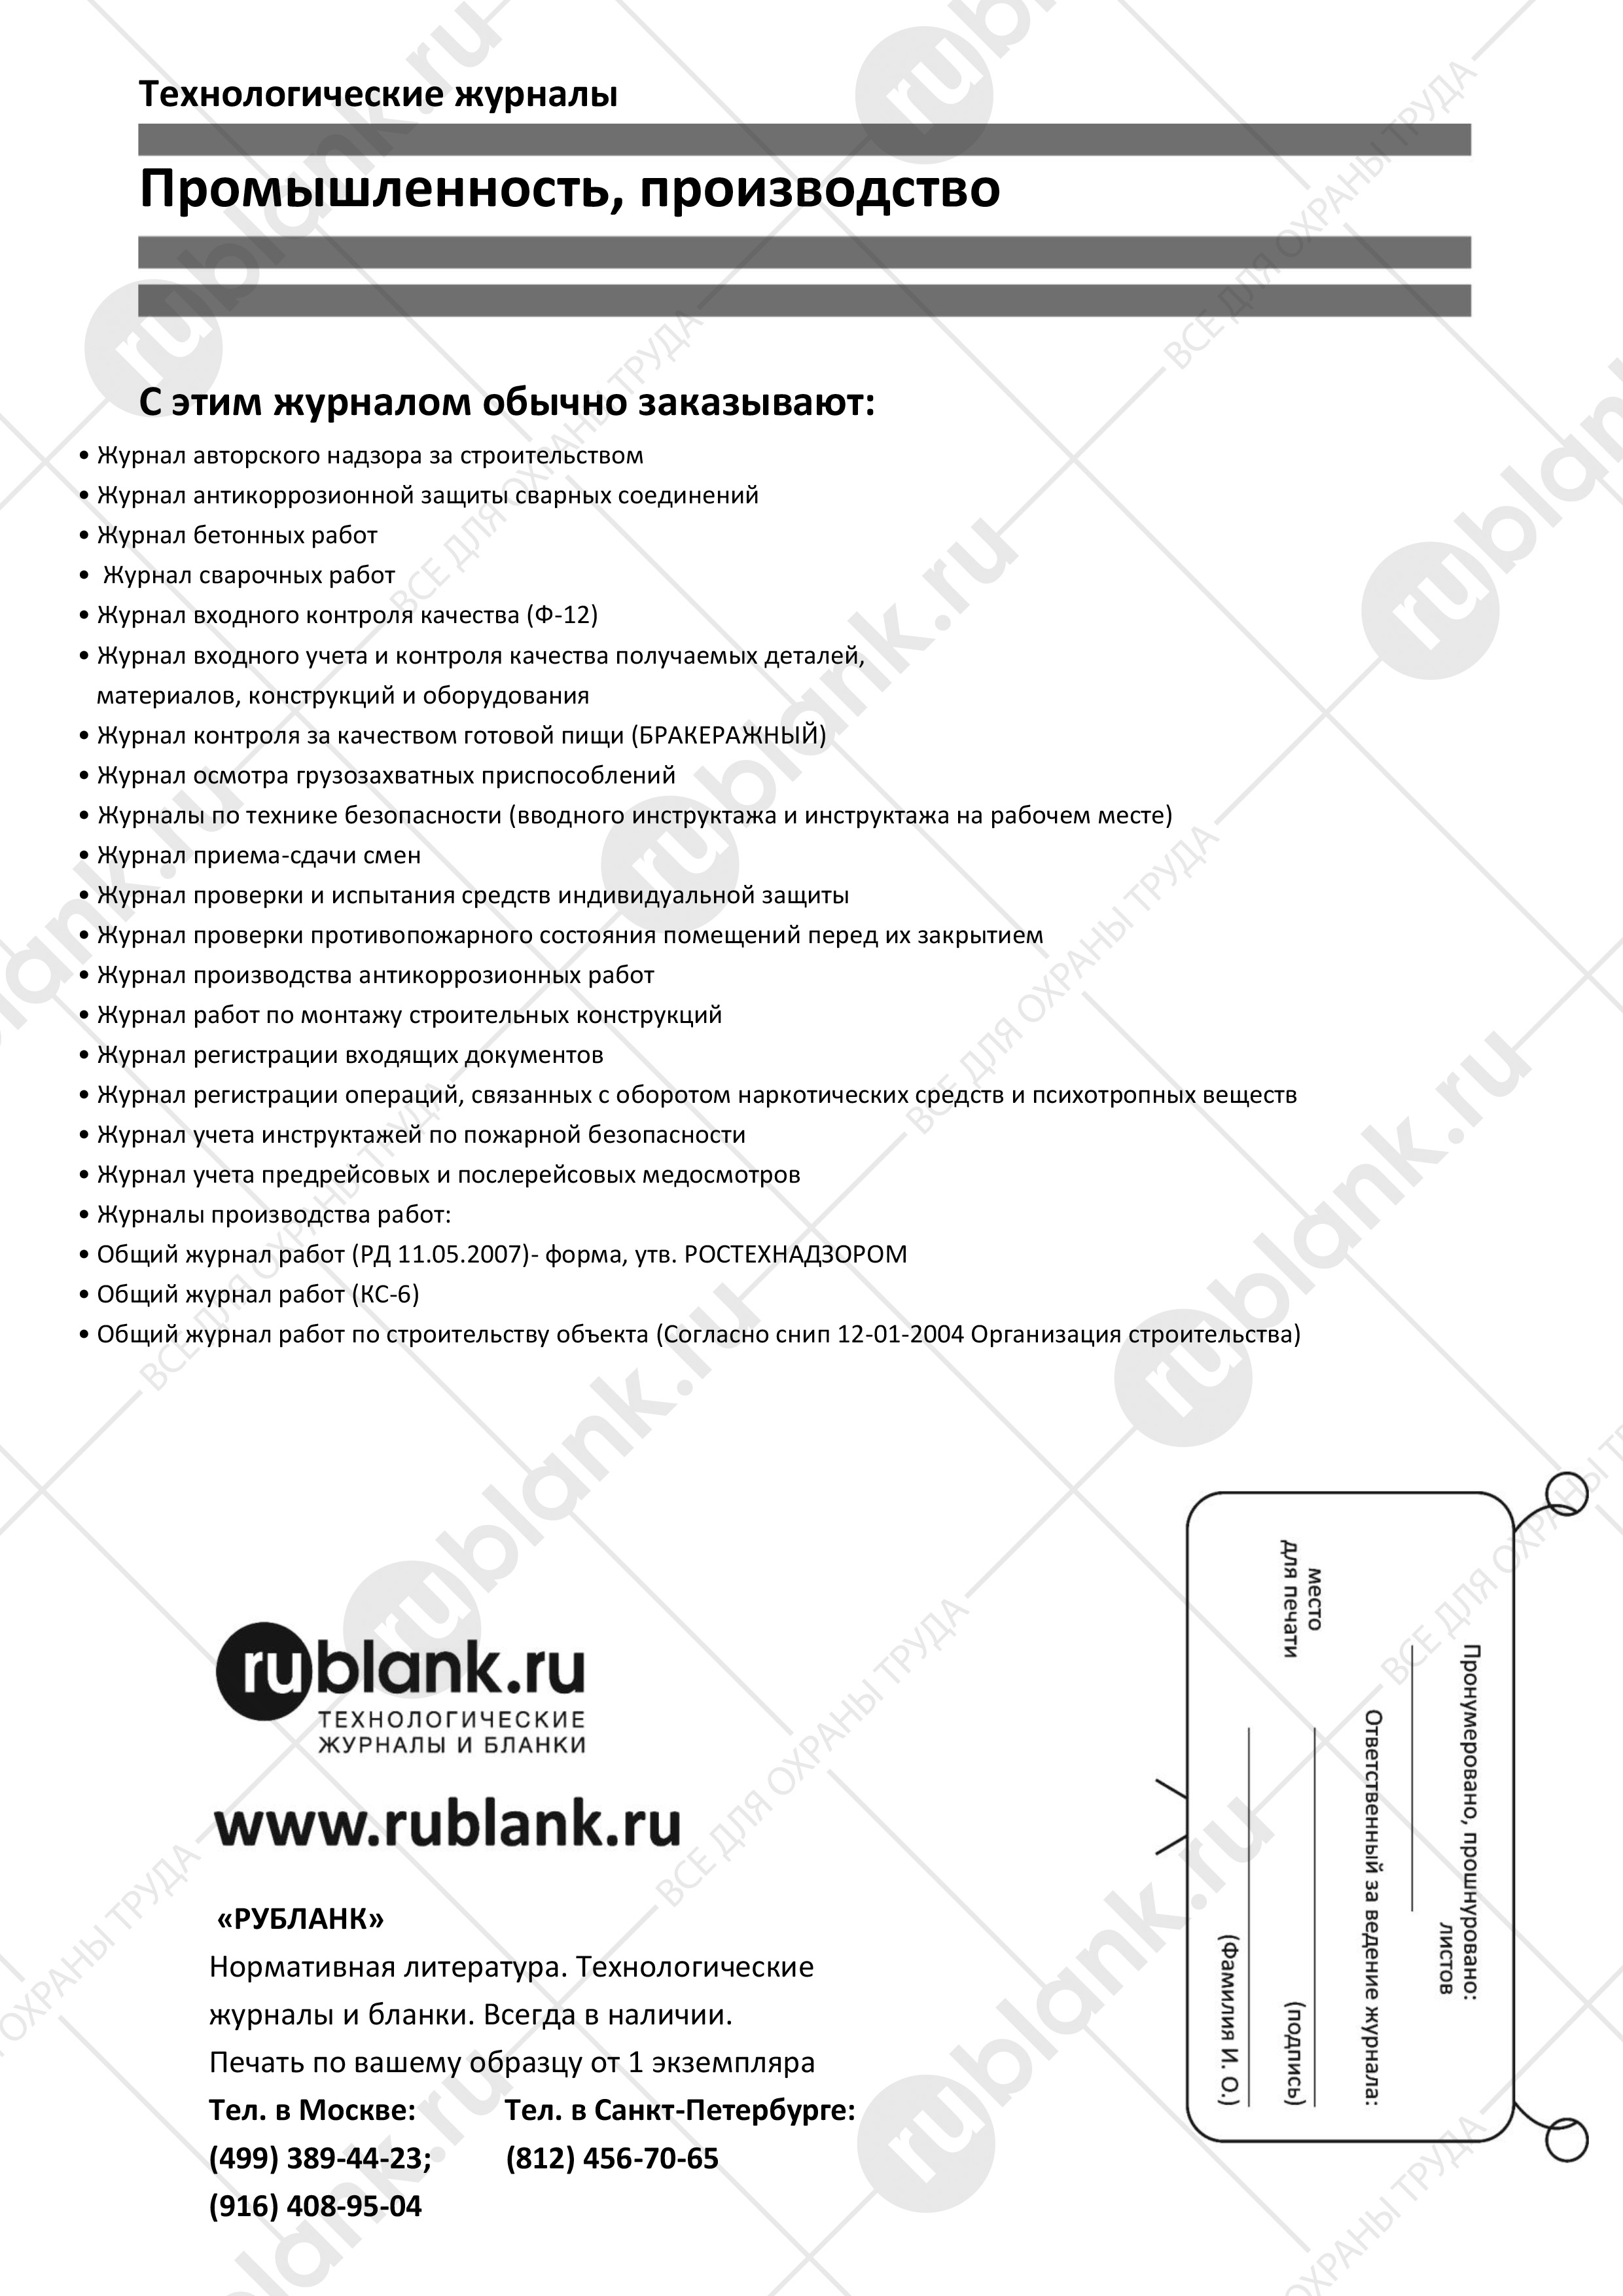 Технологические журналы
Промышленность, производство
С этим журналом обычно заказывают:
• Журнал авторского надзора за строительством
• Журнал антикоррозионной защиты сварных соединений
• Журнал бетонных работ
• Журнал сварочных работ
• Журнал входного контроля качества (Ф-12)
• Журнал входного учета и контроля качества получаемых деталей,
материалов, конструкций и оборудования
• Журнал контроля за качеством готовой пищи (БРАКЕРАЖНЫЙ)
• Журнал осмотра грузозахватных приспособлений
• Журналы по технике безопасности (вводного инструктажа и инструктажа на рабочем месте)
• Журнал приема-сдачи смен
• Журнал проверки и испытания средств индивидуальной защиты
• Журнал проверки противопожарного состояния помещений перед их закрытием
• Журнал производства антикоррозионных работ
• Журнал работ по монтажу строительных конструкций
• Журнал регистрации входящих документов
• Журнал регистрации операций, связанных с оборотом наркотических средств и психотропных веществ
• Журнал учета инструктажей по пожарной безопасности
• Журнал учета предрейсовых и послерейсовых медосмотров
• Журналы производства работ:
• Общий журнал работ (РД 11.05.2007)- форма, утв. РОСТЕХНАДЗОРОМ
• Общий журнал работ (КС-6)
• Общий журнал работ по строительству объекта (Согласно снип 12-01-2004 Организация строительства)
rublank.ru
ТЕХНОЛОГИЧЕСКИЕ
ЖУРНАЛЫ И БЛАНКИ
www.rublank.ru
«РУБЛАНК»
Нормативная литература. Технологические
журналы и бланки. Всегда в наличии.
Печать по вашему образцу от 1 экземпляра
Тел. в Москве: Тел. в Санкт-Петербурге:
(499) 389-44-23; (812) 456-70-65
(916) 408-95-04
Пронумеровано, прошнуровано:
листов
Ответственный за ведение журнала:
место
для печати
(подпись)
(Фамилия И. О.)
rublank.ru
ВСЕ ДЛЯ ОХРАНЫ ТРУДА